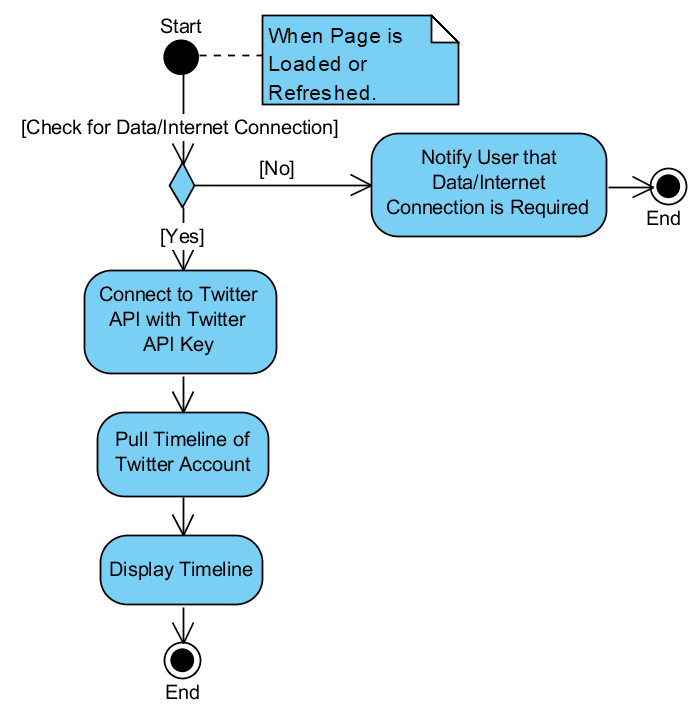 Start
When Page is
Loaded or
Refreshed.
[Check for Data/Internet Connection]
[No]
Notify User that
Data/Internet
Connection is Required
End
[Yes]
Connect to Twitter
API with Twitter
API Key
Pull Timeline of
Twitter Account
Display Timeline
End